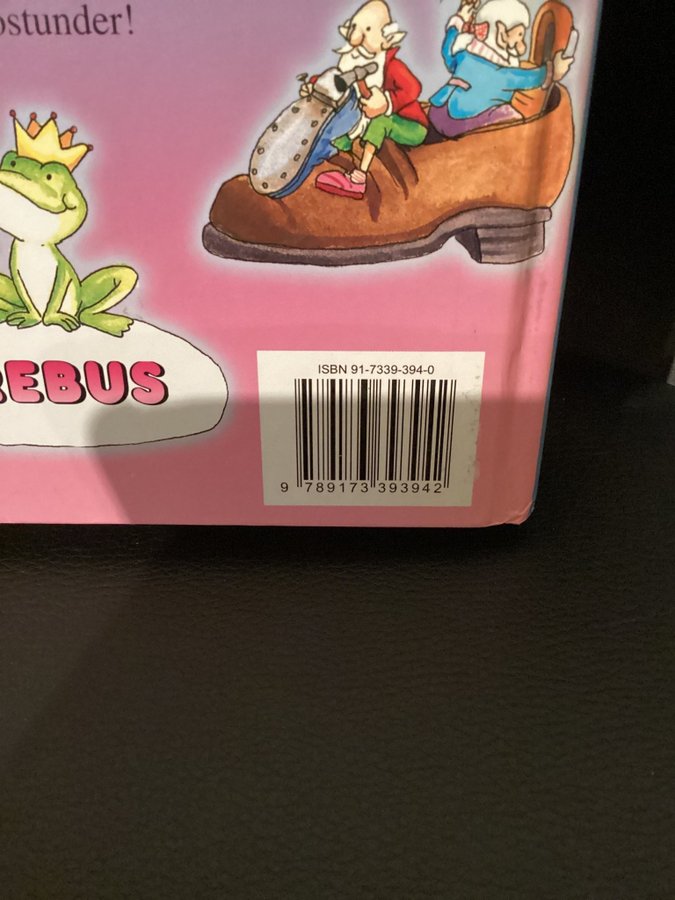 ostunder!
REBUS
ISBN 91-7339-394-0
9 789173 393942